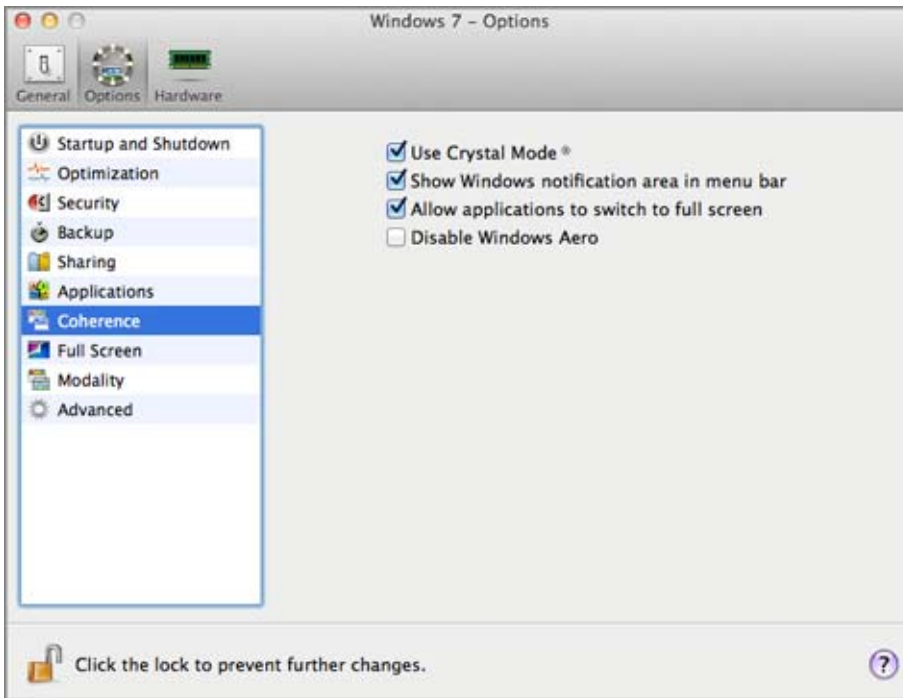 Windows 7 – Options
General Options Hardware
Startup and Shutdown
Optimization
Security
Backup
Sharing
Applications
Coherence
Full Screen
Modality
Advanced
Use Crystal Mode ®
Show Windows notification area in menu bar
Allow applications to switch to full screen
Disable Windows Aero
Click the lock to prevent further changes.
?